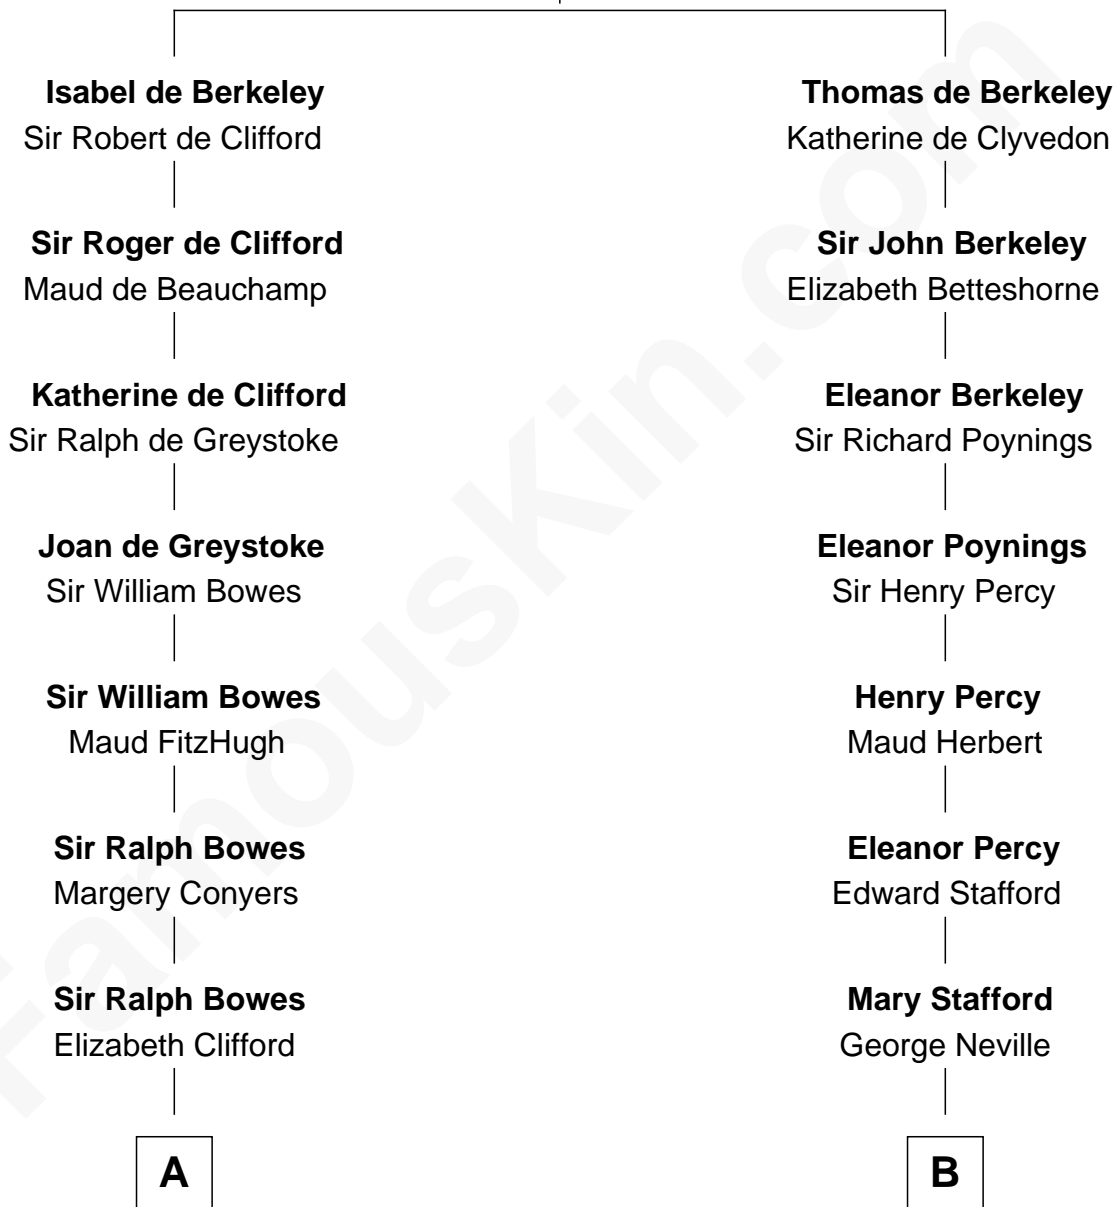 Isabel de Berkeley
Sir Robert de Clifford
Sir Roger de Clifford
Maud de Beauchamp
Katherine de Clifford
Sir Ralph de Greystoke
Joan de Greystoke
Sir William Bowes
Sir William Bowes
Maud FitzHugh
Sir Ralph Bowes
Margery Conyers
Sir Ralph Bowes
Elizabeth Clifford
A
Thomas de Berkeley
Katherine de Clyvedon
Sir John Berkeley
Elizabeth Betteshorne
Eleanor Berkeley
Sir Richard Poynings
Eleanor Poynings
Sir Henry Percy
Henry Percy
Maud Herbert
Eleanor Percy
Edward Stafford
Mary Stafford
George Neville
B
FamousKin.com